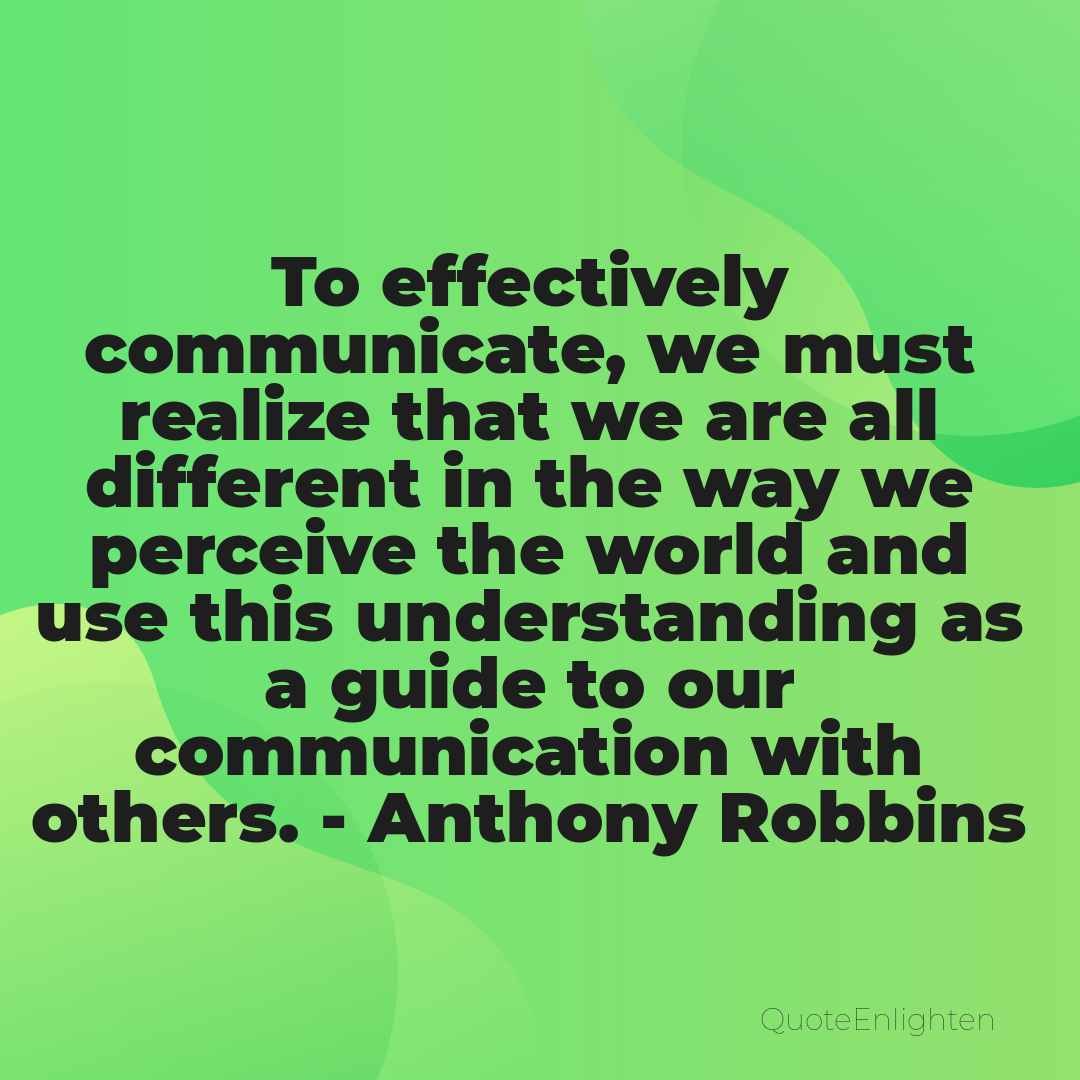 To effectively
communicate, we must
realize that we are all
different in the way we
perceive the world and
use this understanding as
a guide to our
communication with
others. - Anthony Robbins
QuoteEnlighten